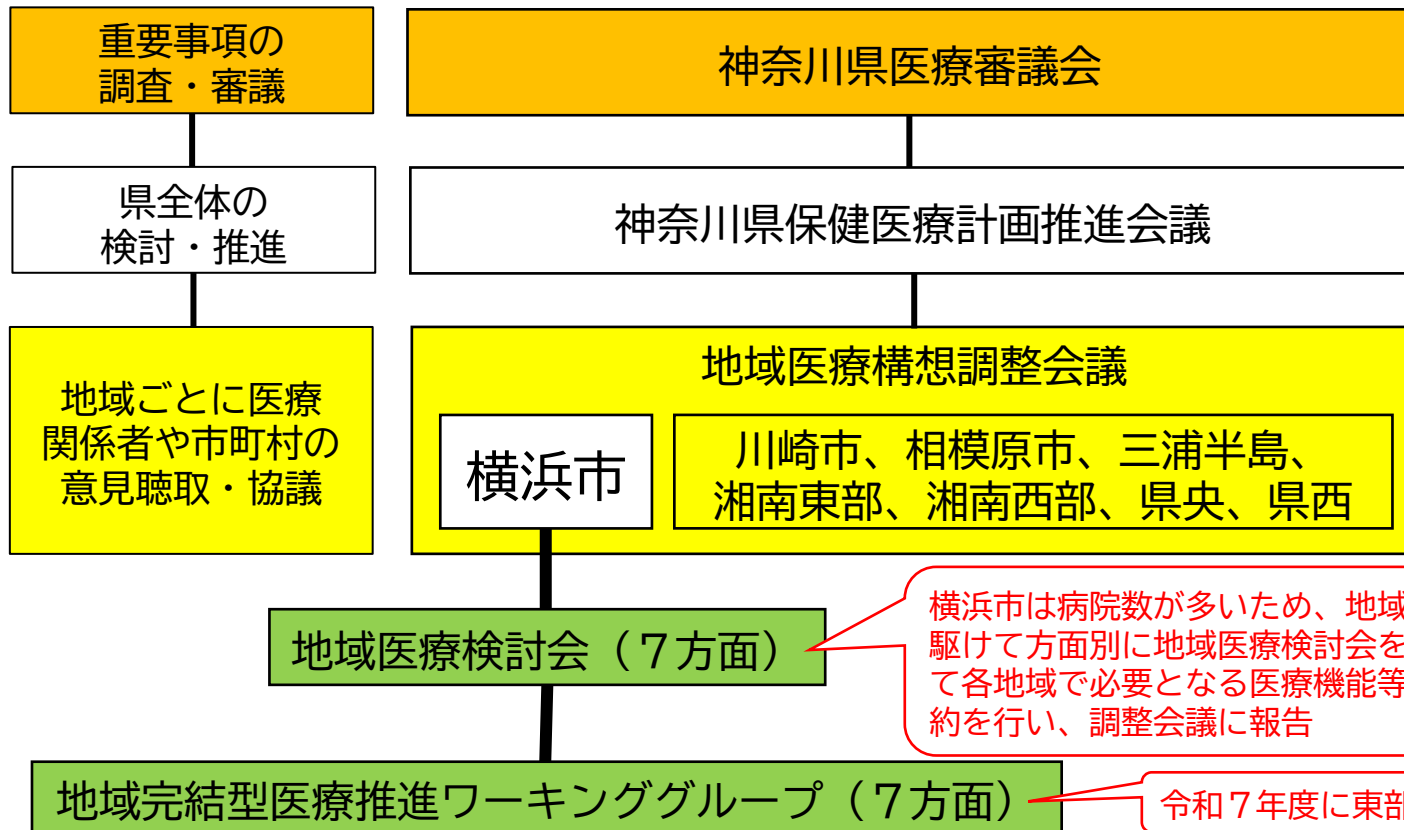 重要事項の
調査・審議
神奈川県医療審議会
県全体の
検討・推進
神奈川県保健医療計画推進会議
地域ごとに医療
関係者や市町村の
意見聴取・協議
地域医療構想調整会議
横浜市
川崎市、相模原市、三浦半島、
湘南東部、湘南西部、県央、県西
地域医療検討会（７方面）
横浜市は病院数が多いため、地域
駆けて方面別に地域医療検討会を
て各地域で必要となる医療機能等
約を行い、調整会議に報告
地域完結型医療推進ワーキンググループ（７方面）
令和７年度に東部